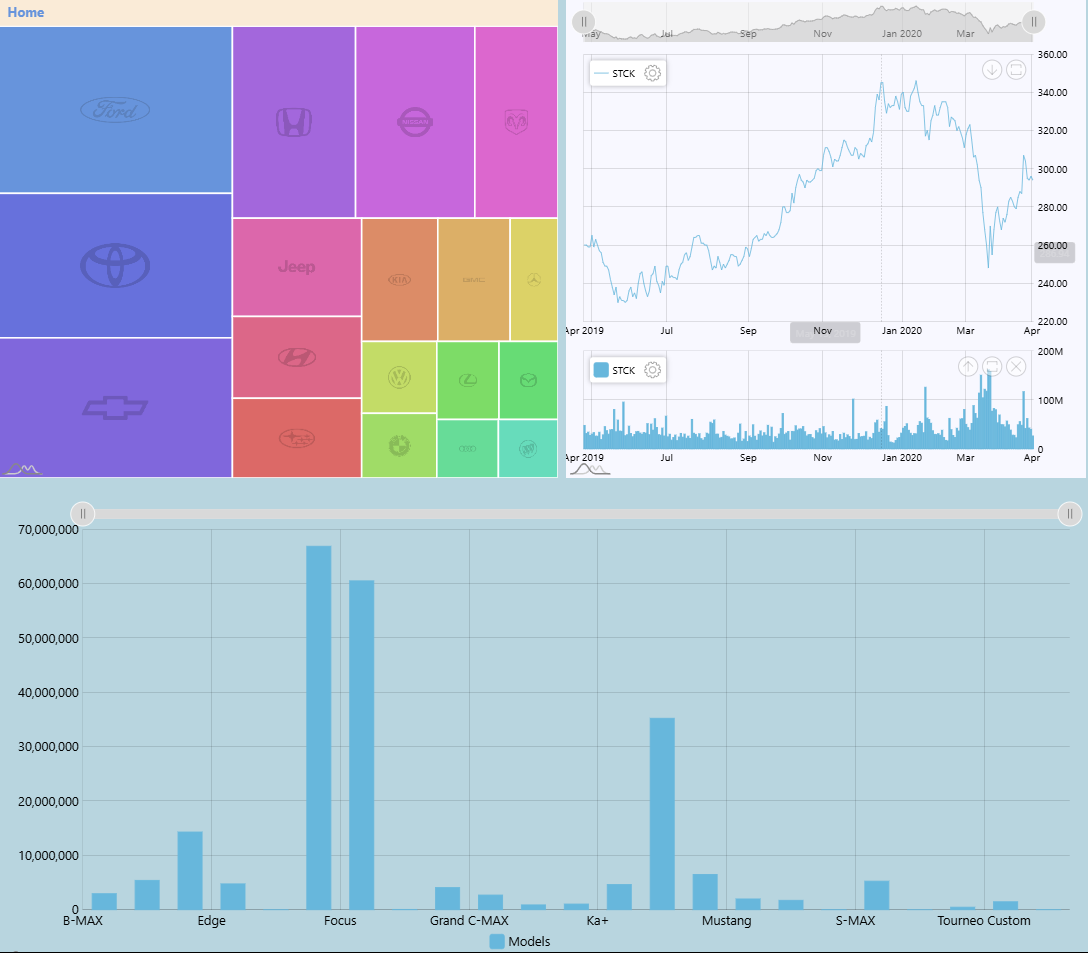 Home
Ford
NISSAN
Jeep
KIA
GMC
May
Jul
Sep
Nov
Jan 2020
Mar
STCK
360.00
340.00
320.00
300.00
280.00
260.00
240.00
220.00
Apr 2019
Jul
Sep
Nov
Jan 2020
Mar
Apr
STCK
200M
100M
0
Apr 2019
Jul
Sep
Nov
Jan 2020
Mar
Apr
70,000,000
60,000,000
50,000,000
40,000,000
30,000,000
20,000,000
10,000,000
0
B-MAX
Edge
Focus
Grand C-MAX
Ka+
Mustang
S-MAX
Tourneo Custom
Models